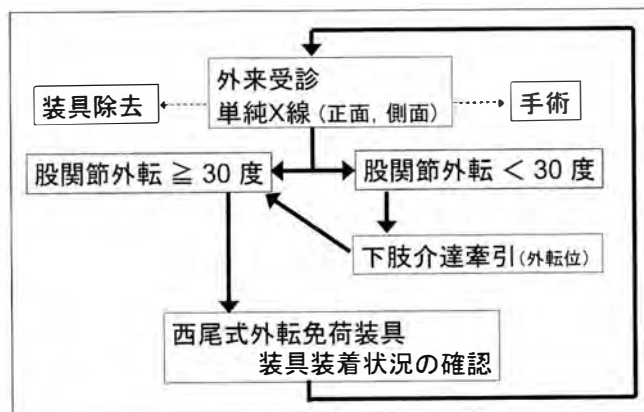 外来受診
単純X線（正面，側面）
装具除去
手術
股関節外転 ≧ 30 度
股関節外転 < 30 度
下肢介達牽引(外転位)
西尾式外転免荷装具
装具装着状況の確認